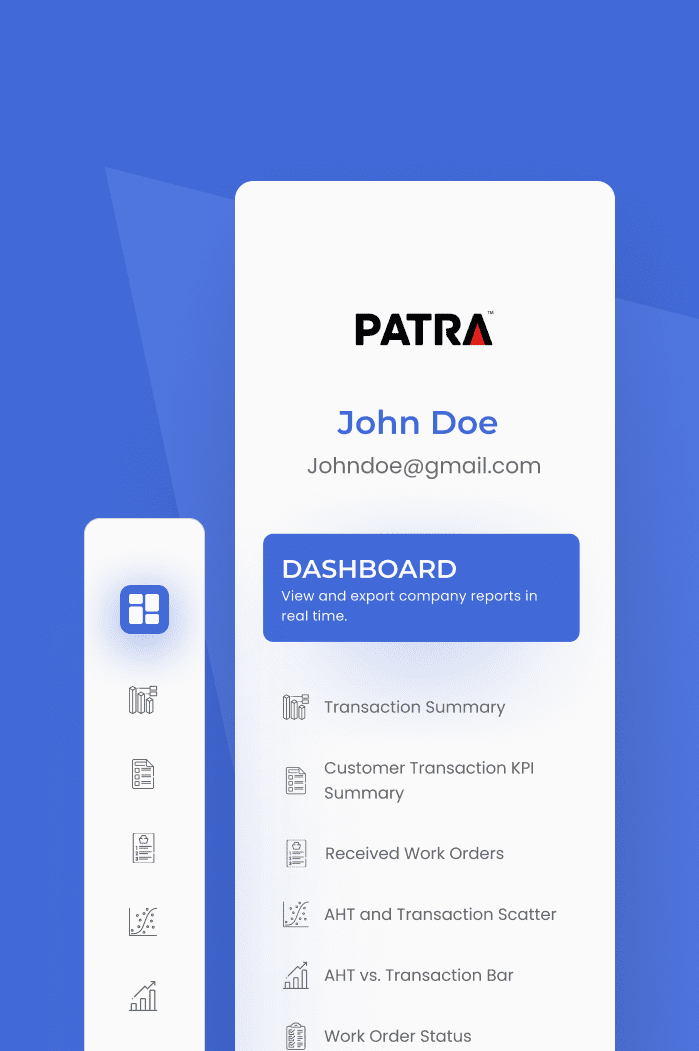 PATRA™
John Doe
Johndoe@gmail.com
DASHBOARD
View and export company reports in
real time.
Transaction Summary
Customer Transaction KPI
Summary
Received Work Orders
AHT and Transaction Scatter
AHT vs. Transaction Bar
Work Order Status